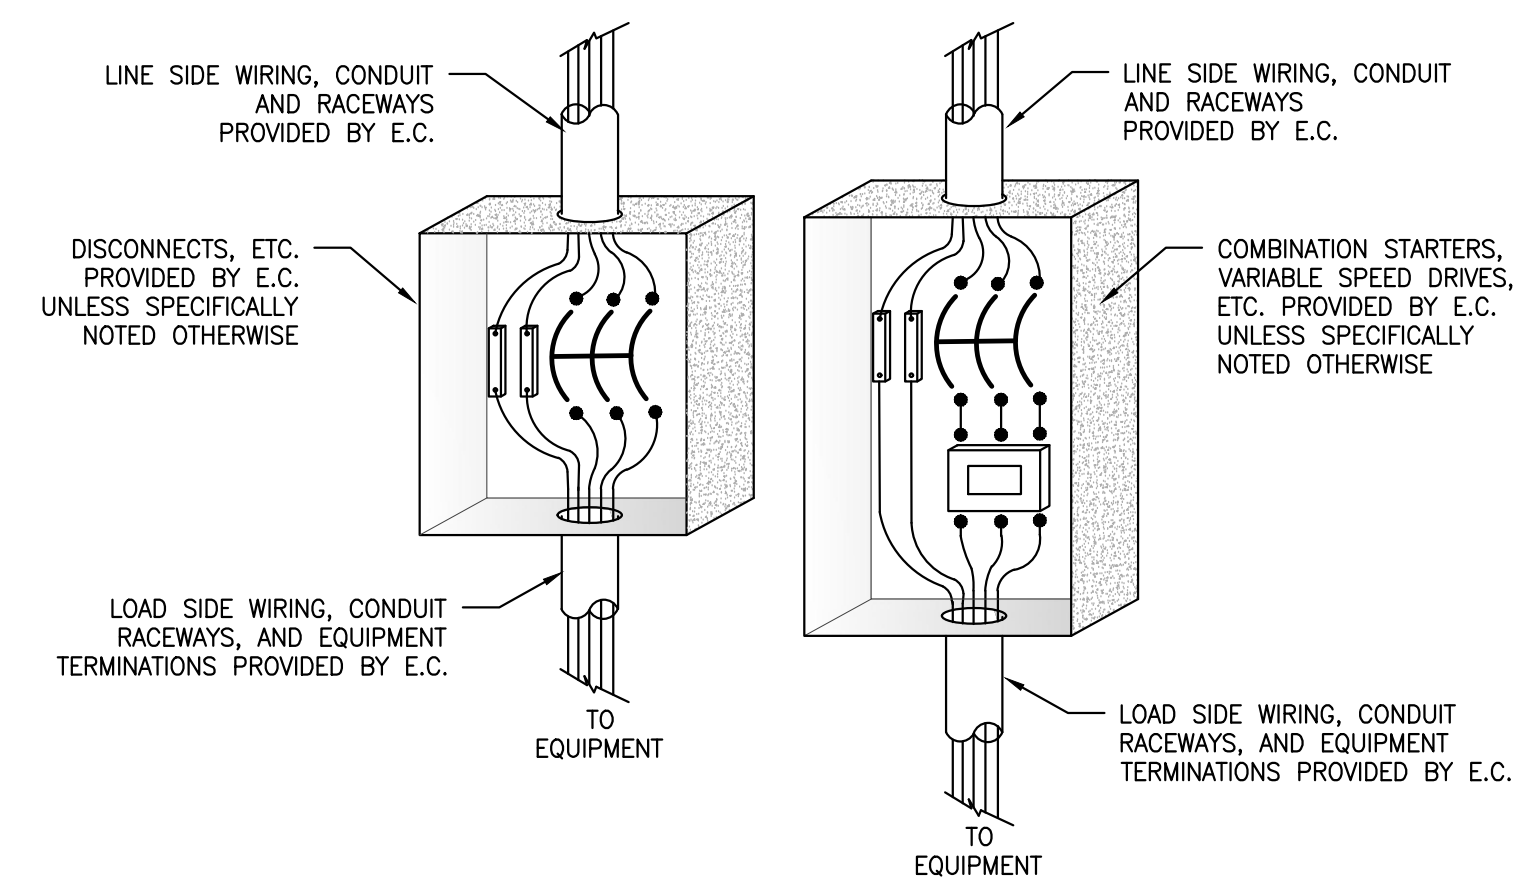 LINE SIDE WIRING, CONDUIT
AND RACEWAYS
PROVIDED BY E.C.
DISCONNECTS, ETC.
PROVIDED BY E.C.
UNLESS SPECIFICALLY
NOTED OTHERWISE
LOAD SIDE WIRING, CONDUIT
RACEWAYS, AND EQUIPMENT
TERMINATIONS PROVIDED BY E.C.
TO
EQUIPMENT
LINE SIDE WIRING, CONDUIT
AND RACEWAYS
PROVIDED BY E.C.
COMBINATION STARTERS,
VARIABLE SPEED DRIVES,
ETC. PROVIDED BY E.C.
UNLESS SPECIFICALLY
NOTED OTHERWISE
LOAD SIDE WIRING, CONDUIT
RACEWAYS, AND EQUIPMENT
TERMINATIONS PROVIDED BY E.C.
TO
EQUIPMENT